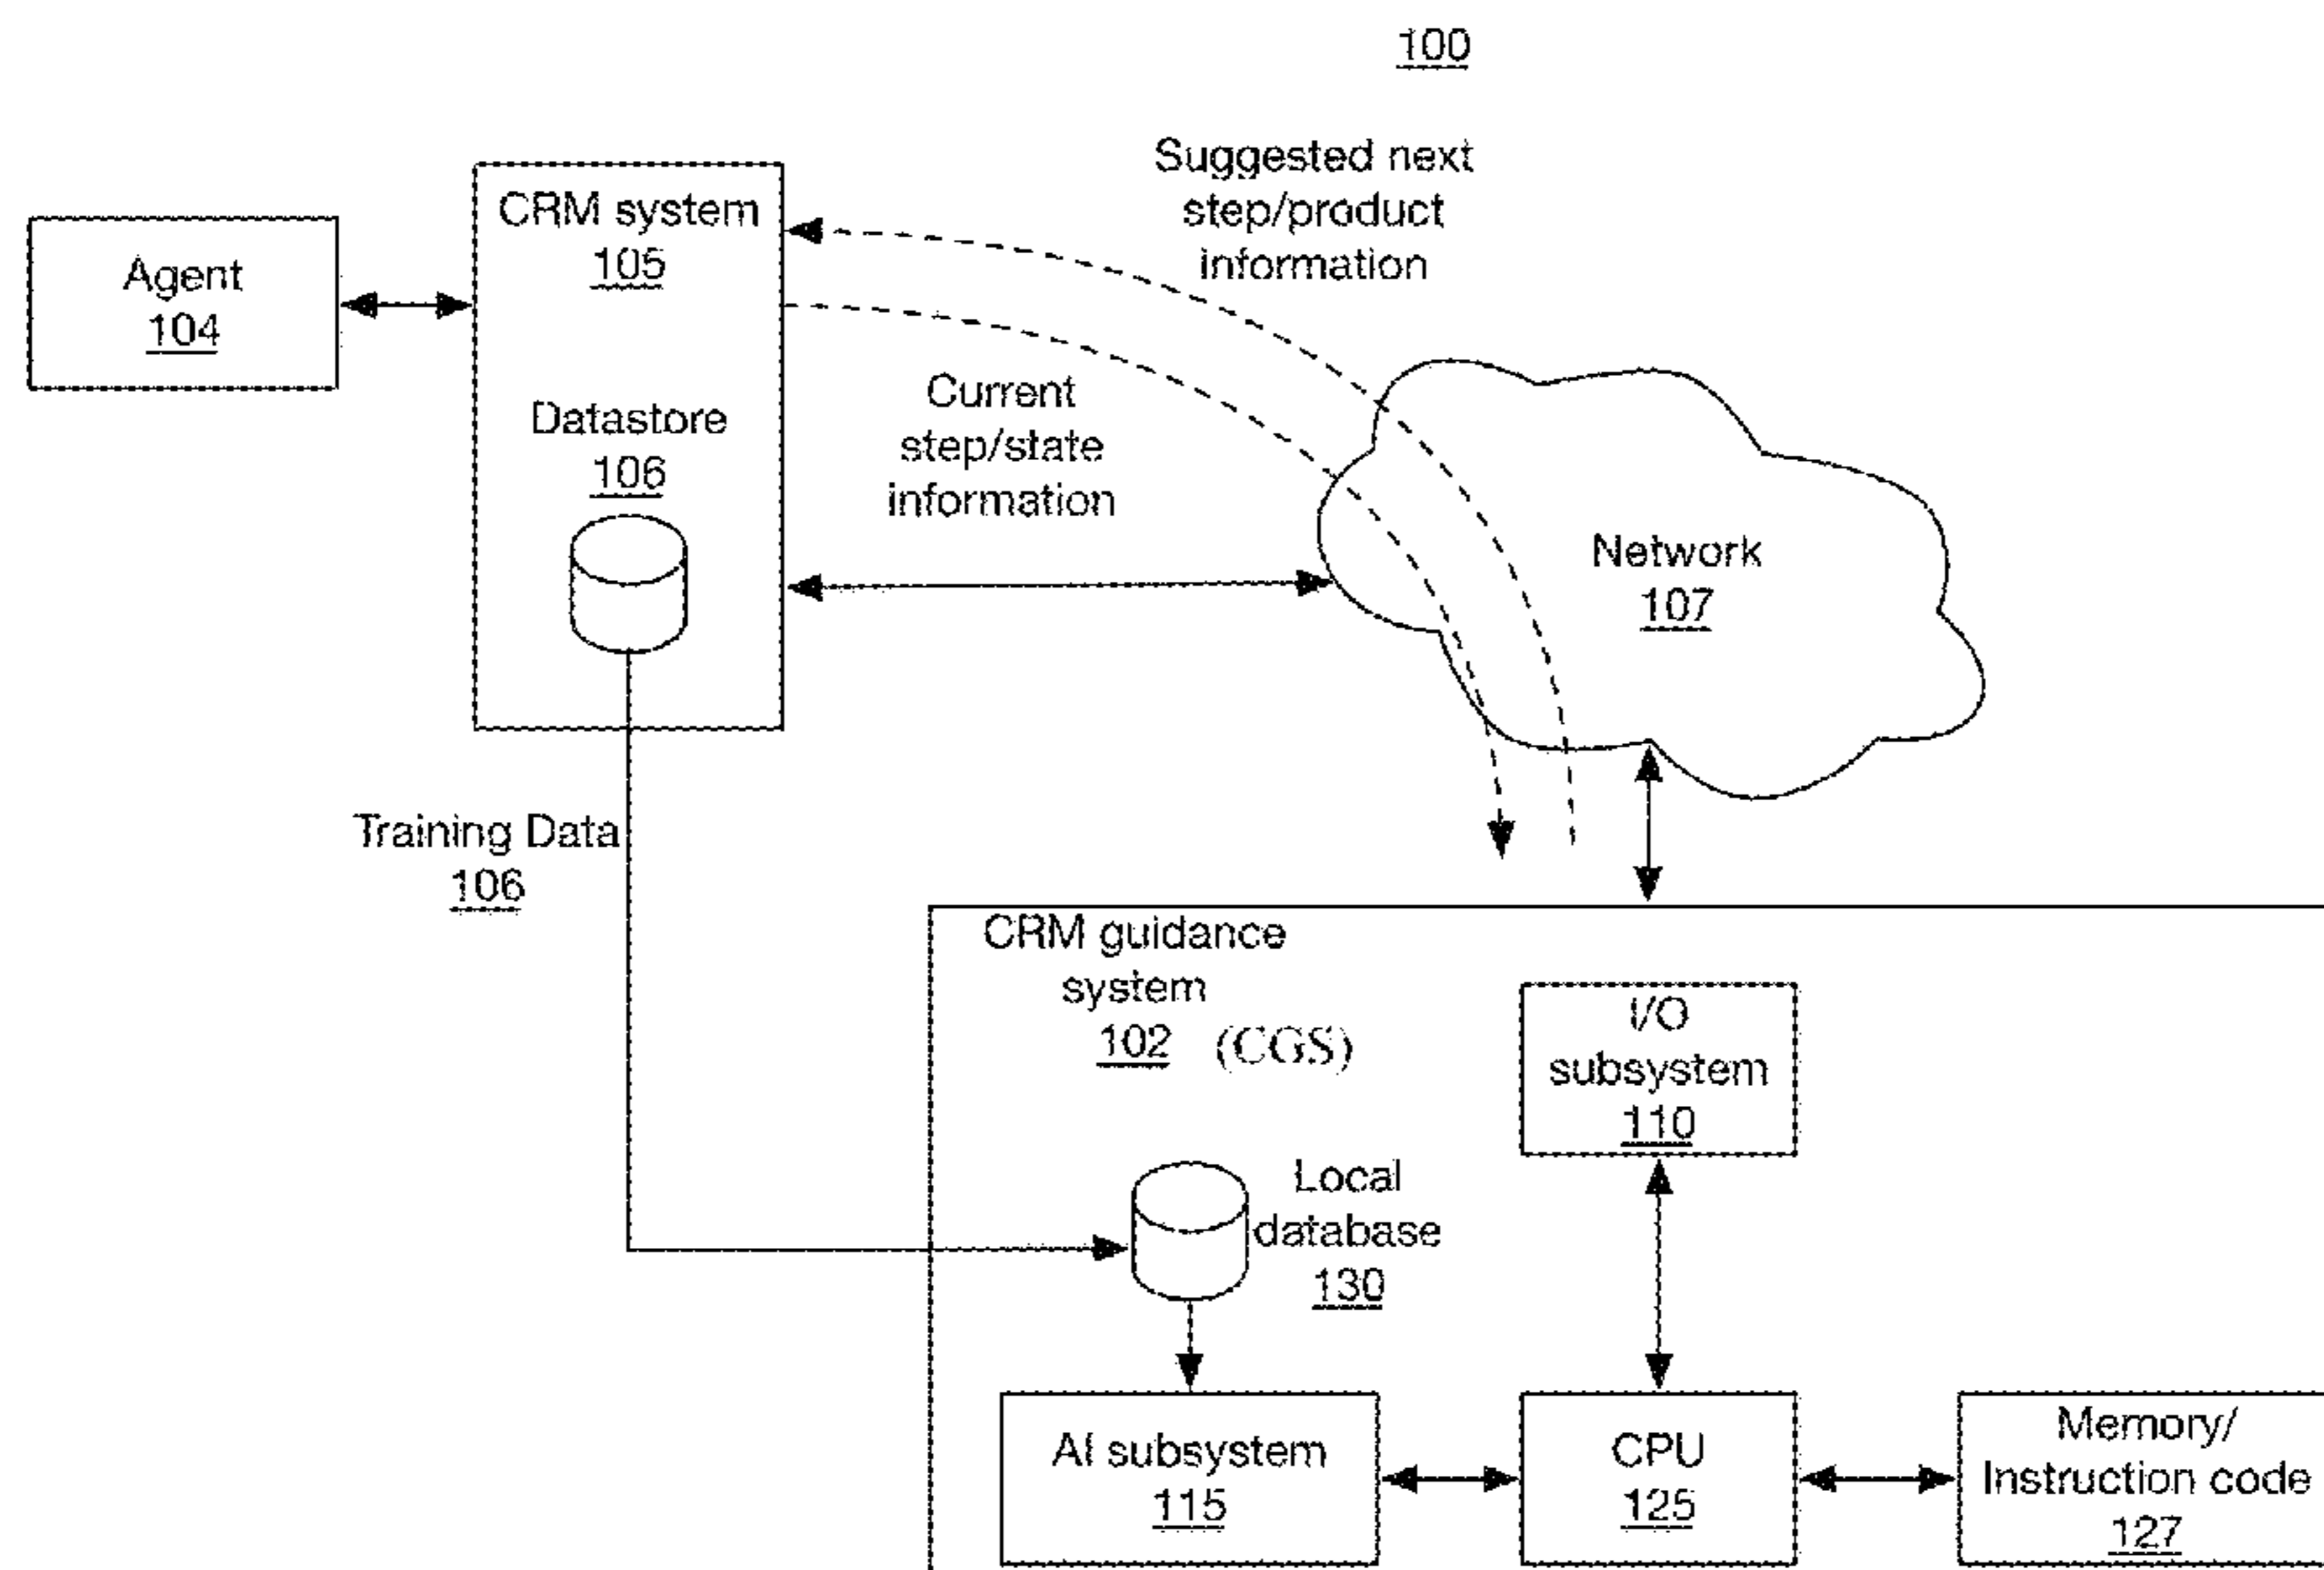 100
Suggested next
step/product
information
CRM system
105
Agent
104
Current
step/state
information
Datastore
106
Network
107
Training Data
106
CRM guidance
system
102 (CGS)
I/O
subsystem
110
Local
database
130
AI subsystem
115
CPU
125
Memory/
Instruction code
127